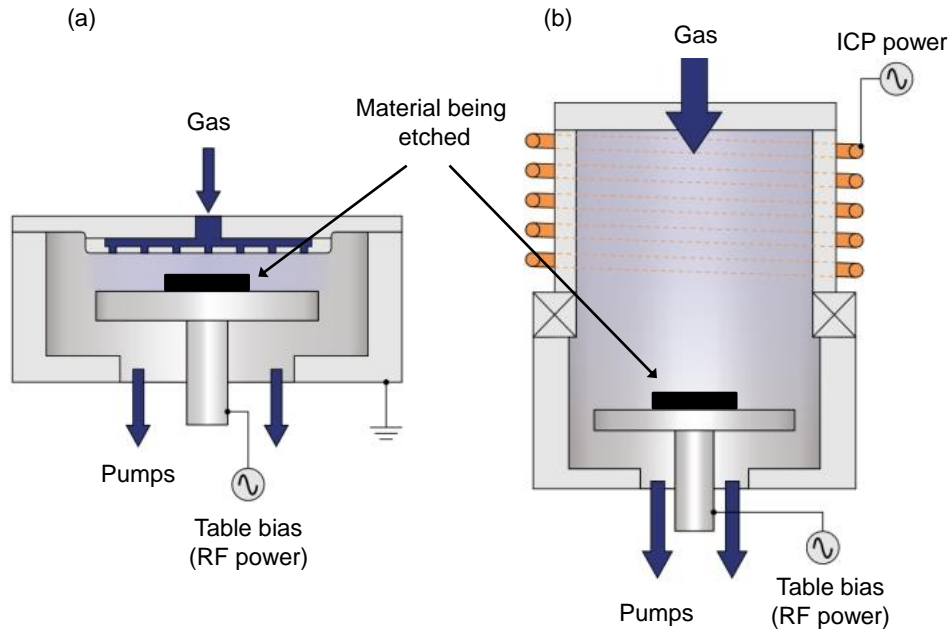 (a)
Gas
Material being
etched
Pumps
Table bias
(RF power)
(b)
Gas
ICP power
Pumps
Table bias
(RF power)